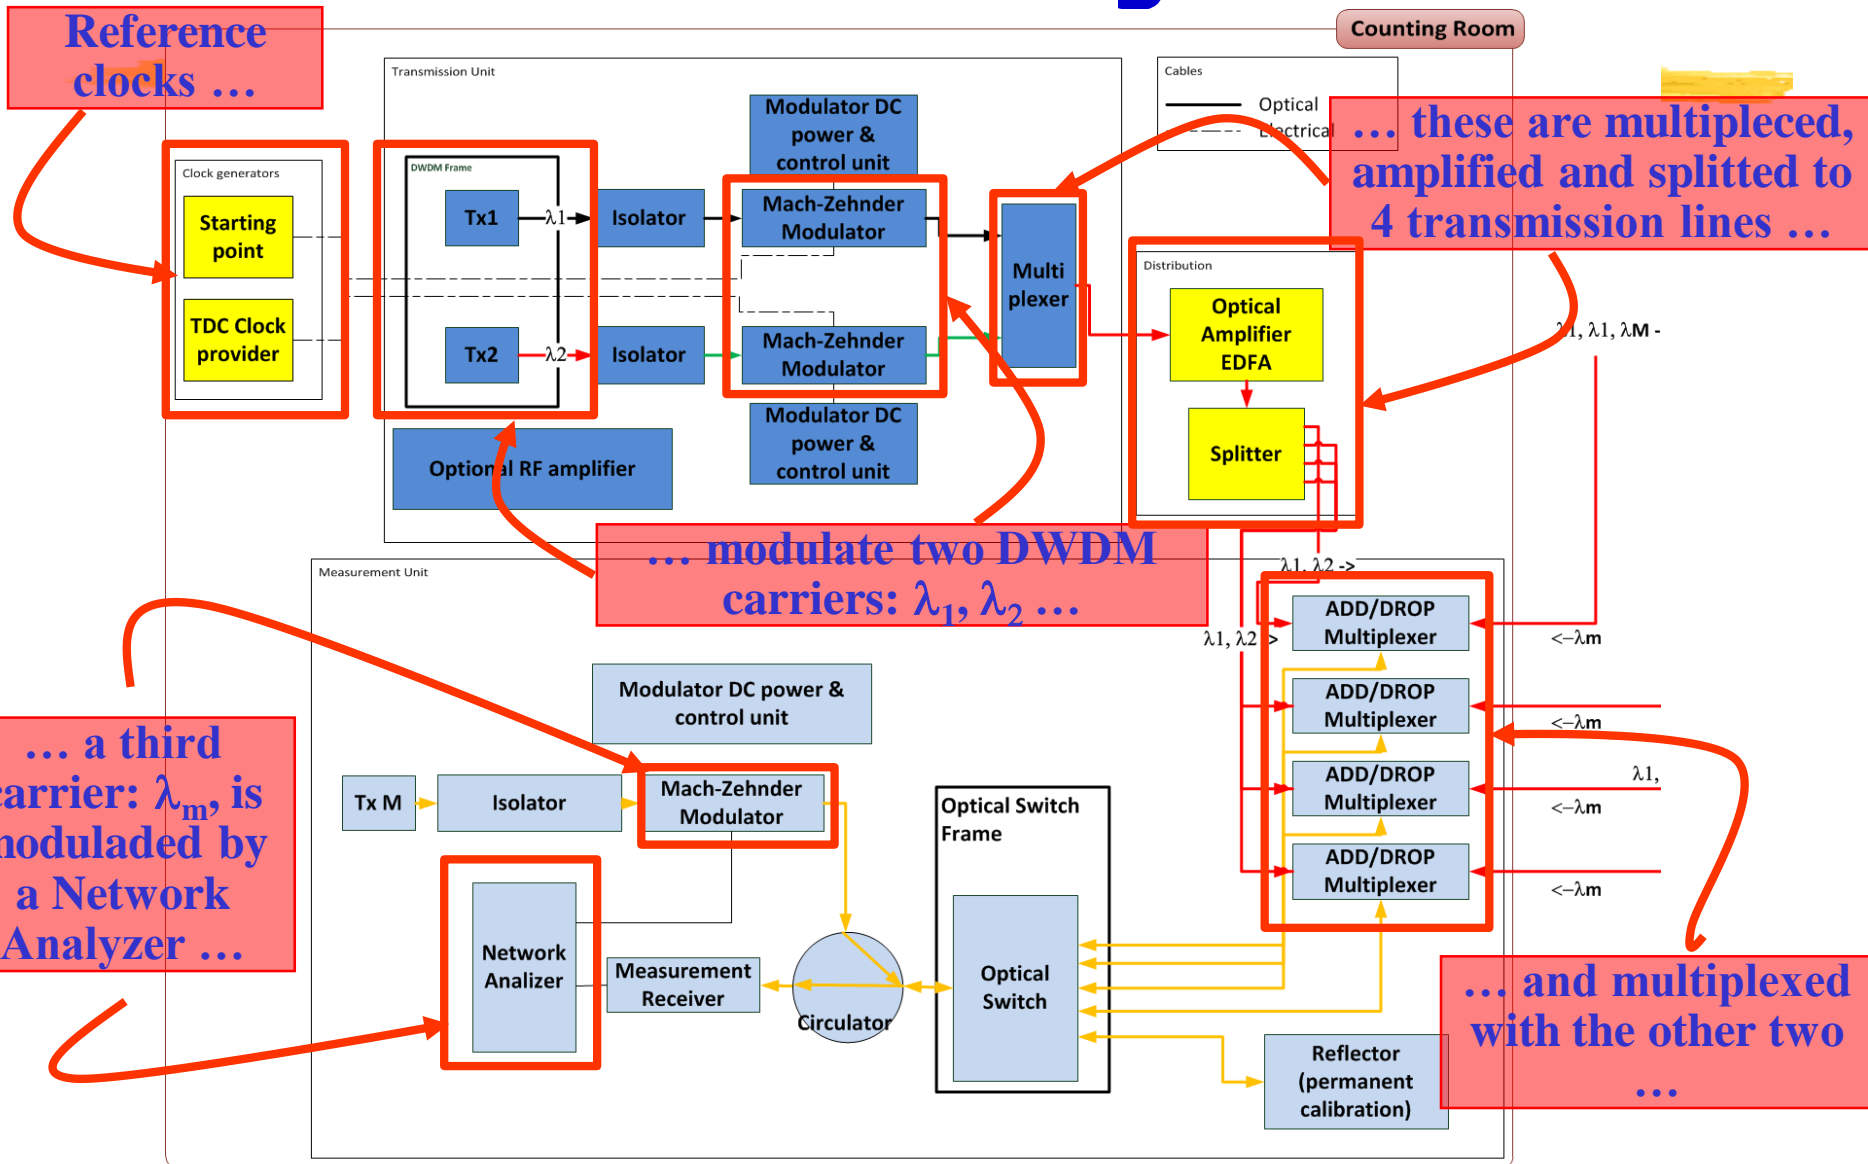 Reference
clocks …
Counting Room
Transmission Unit
Cables
Optical
Electrical
… these are multipleced,
amplified and splitted to
4 transmission lines …
Clock generators
Starting
point
TDC Clock
provider
DWDM Frame
Tx1
λ1
Isolator
Modulator DC
power &
control unit
Mach-Zehnder
Modulator
Tx2
λ2
Isolator
Mach-Zehnder
Modulator
Modulator DC
power &
control unit
Multi
plexer
Optional RF amplifier
Distribution
Optical
Amplifier
EDFA
Splitter
λ1, λ1, λM -
… modulate two DWDM
carriers: λ1, λ2 …
Measurement Unit
λ1, λ2 ->
λ1, λ2 ->
ADD/DROP
Multiplexer
<–λm
ADD/DROP
Multiplexer
<–λm
ADD/DROP
Multiplexer
λ1,
<–λm
ADD/DROP
Multiplexer
<–λm
Modulator DC power &
control unit
… a third
carrier: λm, is
moduladed by
a Network
Analyzer …
Tx M
Isolator
Mach-Zehnder
Modulator
Optical Switch
Frame
Network
Analizer
Measurement
Receiver
Circulator
Optical
Switch
Reflector
(permanent
calibration)
… and multiplexed
with the other two
…